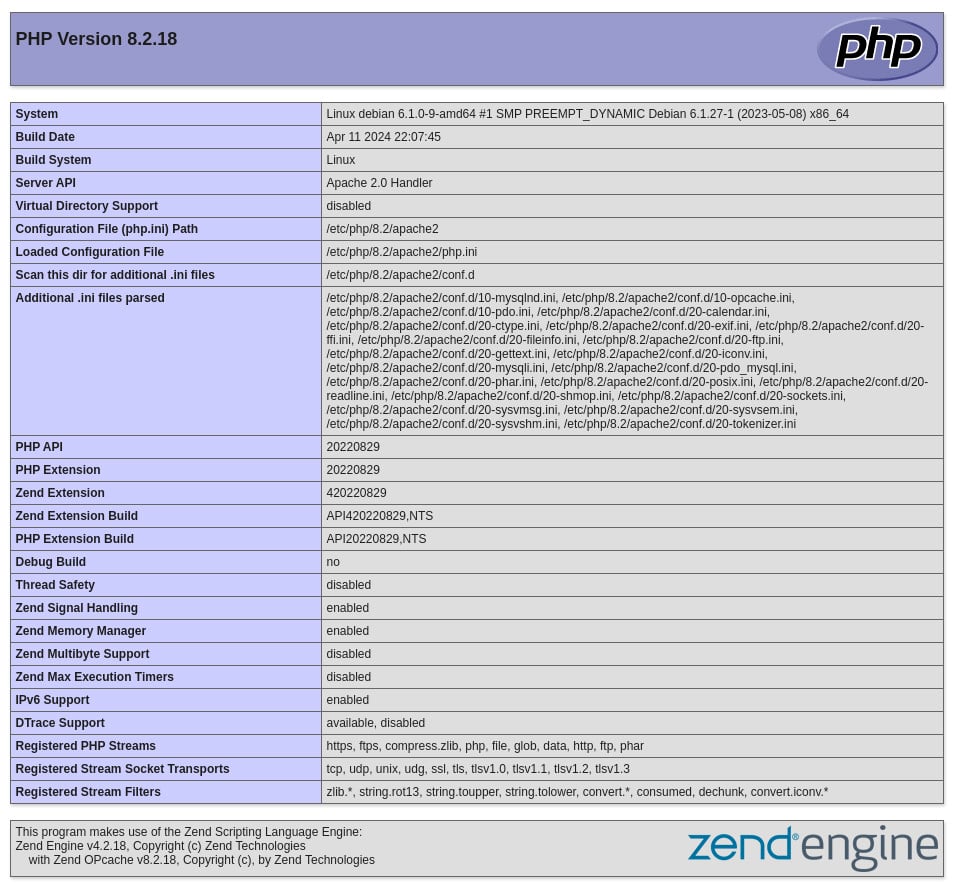 PHP Version 8.2.18
php
System Linux debian 6.1.0-9-amd64 #1 SMP PREEMPT_DYNAMIC Debian 6.1.27-1 (2023-05-08) x86_64
Build Date Apr 11 2024 22:07:45
Build System Linux
Server API Apache 2.0 Handler
Virtual Directory Support disabled
Configuration File (php.ini) Path /etc/php/8.2/apache2
Loaded Configuration File /etc/php/8.2/apache2/php.ini
Scan this dir for additional .ini files /etc/php/8.2/apache2/conf.d
Additional .ini files parsed /etc/php/8.2/apache2/conf.d/10-mysqlnd.ini, /etc/php/8.2/apache2/conf.d/10-opcache.ini,
/etc/php/8.2/apache2/conf.d/10-pdo.ini, /etc/php/8.2/apache2/conf.d/20-calendar.ini,
/etc/php/8.2/apache2/conf.d/20-ctype.ini, /etc/php/8.2/apache2/conf.d/20-exif.ini, /etc/php/8.2/apache2/conf.d/20-
ffi.ini, /etc/php/8.2/apache2/conf.d/20-fileinfo.ini, /etc/php/8.2/apache2/conf.d/20-ftp.ini,
/etc/php/8.2/apache2/conf.d/20-gettext.ini, /etc/php/8.2/apache2/conf.d/20-iconv.ini,
/etc/php/8.2/apache2/conf.d/20-mysqli.ini, /etc/php/8.2/apache2/conf.d/20-pdo_mysql.ini,
/etc/php/8.2/apache2/conf.d/20-phar.ini, /etc/php/8.2/apache2/conf.d/20-posix.ini, /etc/php/8.2/apache2/conf.d/20-
readline.ini, /etc/php/8.2/apache2/conf.d/20-shmop.ini, /etc/php/8.2/apache2/conf.d/20-sockets.ini,
/etc/php/8.2/apache2/conf.d/20-sysvmsg.ini, /etc/php/8.2/apache2/conf.d/20-sysvsem.ini,
/etc/php/8.2/apache2/conf.d/20-sysvshm.ini, /etc/php/8.2/apache2/conf.d/20-tokenizer.ini
PHP API 20220829
PHP Extension 20220829
Zend Extension 420220829
Zend Extension Build API420220829,NTS
PHP Extension Build API20220829,NTS
Debug Build no
Thread Safety disabled
Zend Signal Handling enabled
Zend Memory Manager enabled
Zend Multibyte Support disabled
Zend Max Execution Timers disabled
IPv6 Support enabled
DTrace Support available, disabled
Registered PHP Streams https, ftps, compress.zlib, php, file, glob, data, http, ftp, phar
Registered Stream Socket Transports tcp, udp, unix, udg, ssl, tls, tlsv1.0, tlsv1.1, tlsv1.2, tlsv1.3
Registered Stream Filters zlib.*, string.rot13, string.toupper, string.tolower, convert.*, consumed, dechunk, convert.iconv.*
This program makes use of the Zend Scripting Language Engine:
Zend Engine v4.2.18, Copyright (c) Zend Technologies
with Zend OPcache v8.2.18, Copyright (c), by Zend Technologies
zend®engine